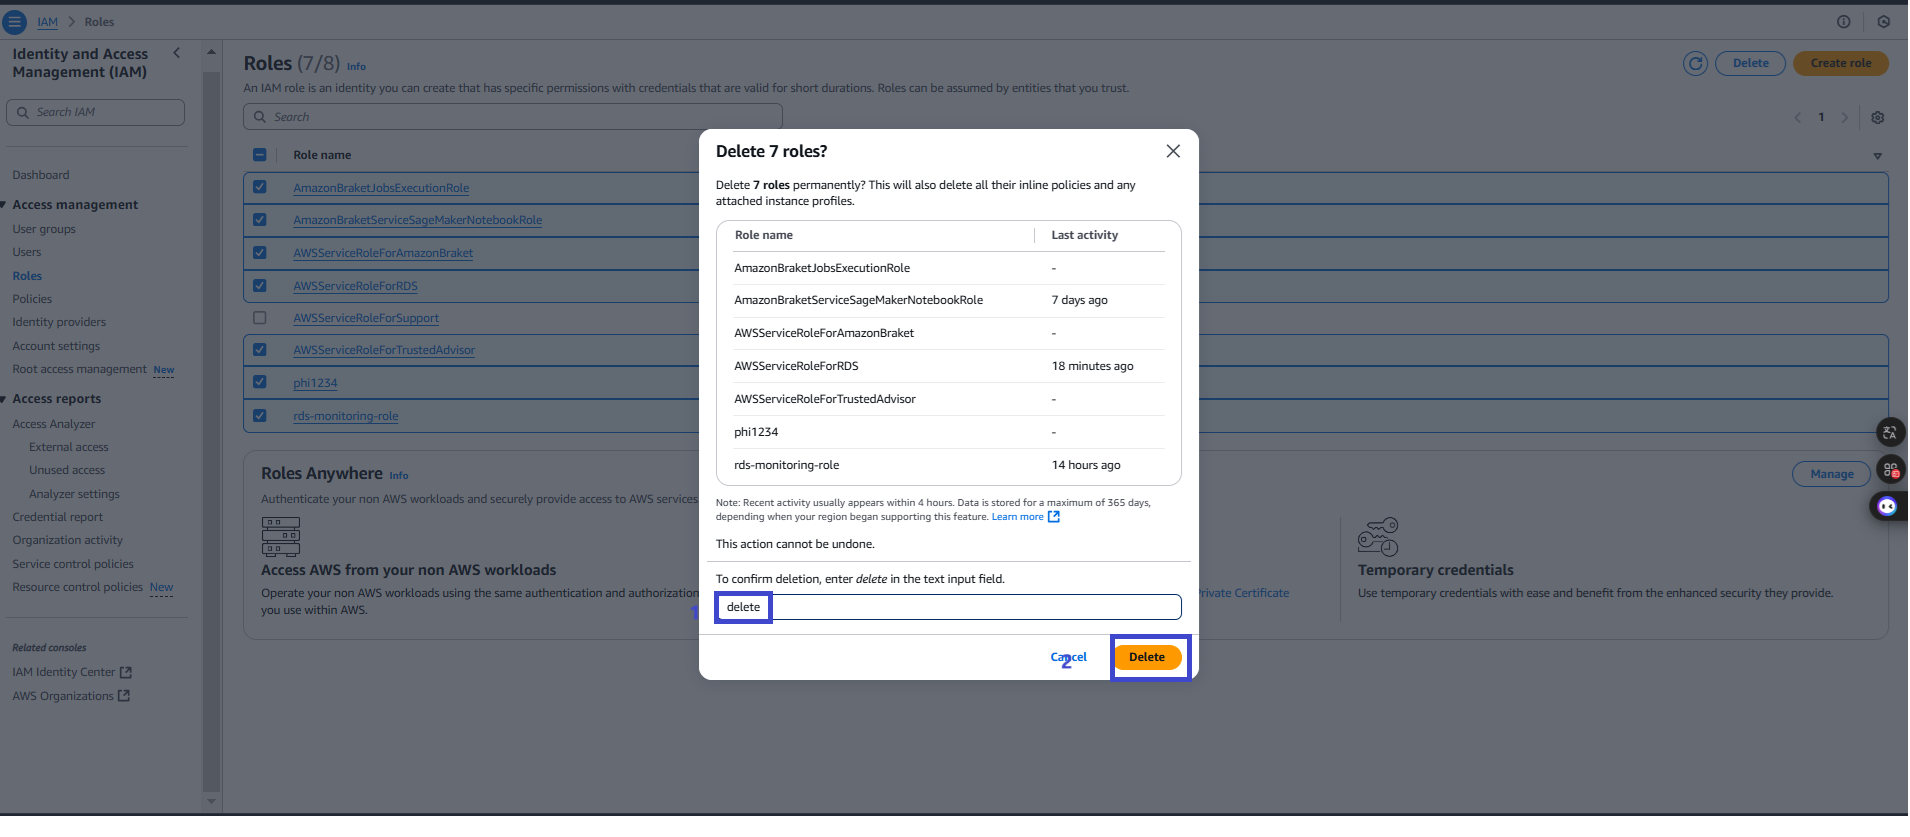 IAM > Roles
Identity and Access
Management (IAM)
Search IAM
Dashboard
Access management
User groups
Users
Roles
Policies
Identity providers
Account settings
Root access management New
Access reports
Access Analyzer
External access
Unused access
Analyzer settings
Credential report
Organization activity
Service control policies
Resource control policies New
Related consoles
IAM Identity Center
AWS Organizations
Roles (7/8) Info
Delete
Create role
An IAM role is an identity you can create that has specific permissions with credentials that are valid for short durations. Roles can be assumed by entities that you trust.
Search
1
Role name
AmazonBraketJobsExecutionRole
AmazonBraketServiceSageMakerNotebookRole
AWSServiceRoleForAmazonBraket
AWSServiceRoleForRDS
AWSServiceRoleForSupport
AWSServiceRoleForTrustedAdvisor
phi1234
rds-monitoring-role
Roles Anywhere Info
Manage
Authenticate your non AWS workloads and securely provide access to AWS services
Access AWS from your non AWS workloads
Operate your non AWS workloads using the same authentication and authorization
you use within AWS.
Private Certificate
Temporary credentials
Use temporary credentials with ease and benefit from the enhanced security they provide.
Delete 7 roles?
Delete 7 roles permanently? This will also delete all their inline policies and any
attached instance profiles.
Role name Last activity
AmazonBraketJobsExecutionRole -
AmazonBraketServiceSageMakerNotebookRole 7 days ago
AWSServiceRoleForAmazonBraket -
AWSServiceRoleForRDS 18 minutes ago
AWSServiceRoleForTrustedAdvisor -
phi1234 -
rds-monitoring-role 14 hours ago
Note: Recent activity usually appears within 4 hours. Data is stored for a maximum of 365 days,
depending when your region began supporting this feature. Learn more
This action cannot be undone.
To confirm deletion, enter delete in the text input field.
1
delete
Cancel
2
Delete